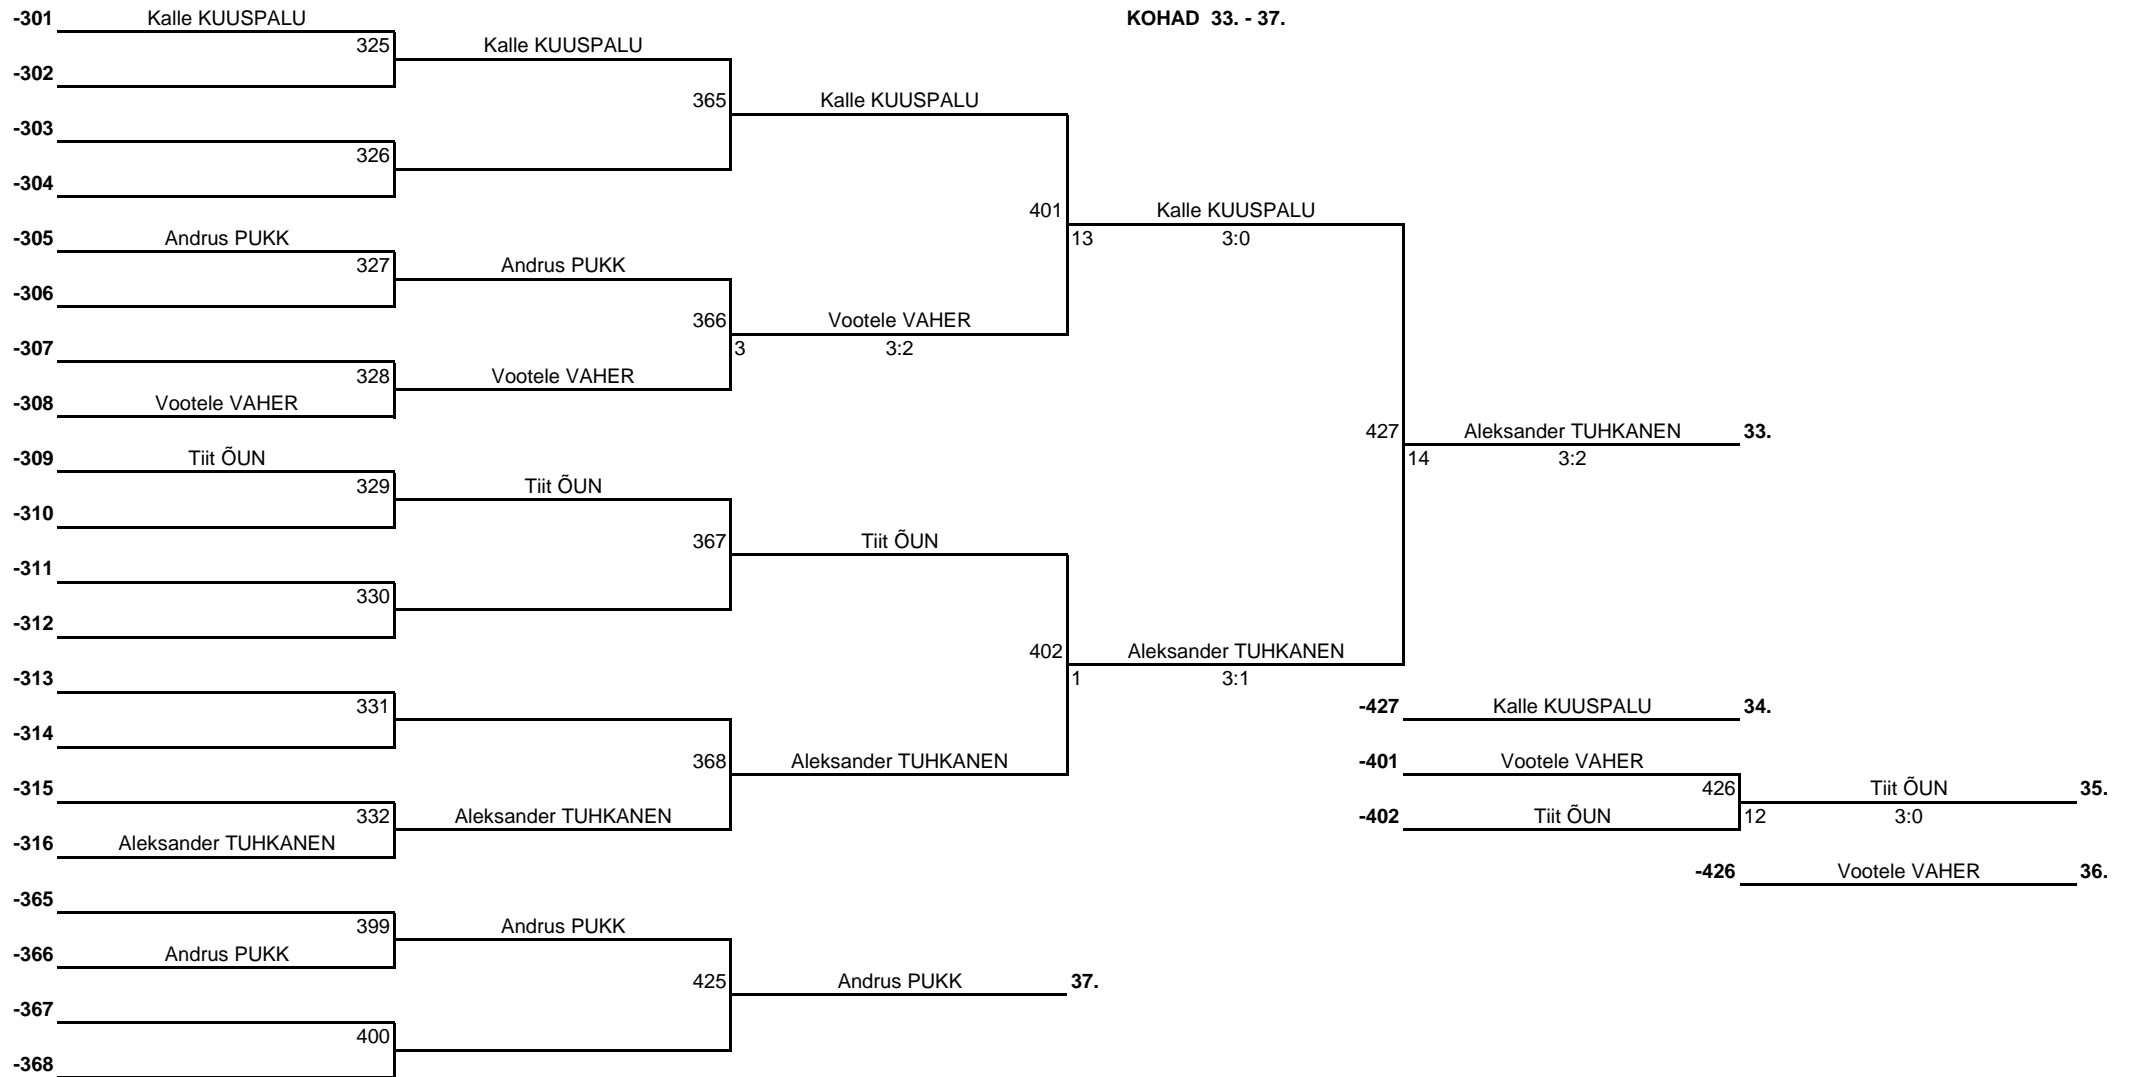 -301 Kalle KUUSPALU KOHAD 33. - 37.
325 Kalle KUUSPALU
-302
365 Kalle KUUSPALU
-303
326
-304
401 Kalle KUUSPALU
-305 Andrus PUKK 13 3:0
327 Andrus PUKK
-306
366 Vootele VAHER
-307 3 3:2
328 Vootele VAHER
-308 Vootele VAHER
427 Aleksander TUHKANEN 33.
-309 Tiit ÕUN 14 3:2
329 Tiit ÕUN
-310
367 Tiit ÕUN
-311
330
-312
402 Aleksander TUHKANEN
-313 1 3:1
331 -427 Kalle KUUSPALU 34.
-314
368 Aleksander TUHKANEN -401 Vootele VAHER
-315 426 Tiit ÕUN 35.
332 Aleksander TUHKANEN -402 Tiit ÕUN 12 3:0
-316 Aleksander TUHKANEN
-426 Vootele VAHER 36.
-365
399 Andrus PUKK
-366 Andrus PUKK
425 Andrus PUKK 37.
-367
400
-368